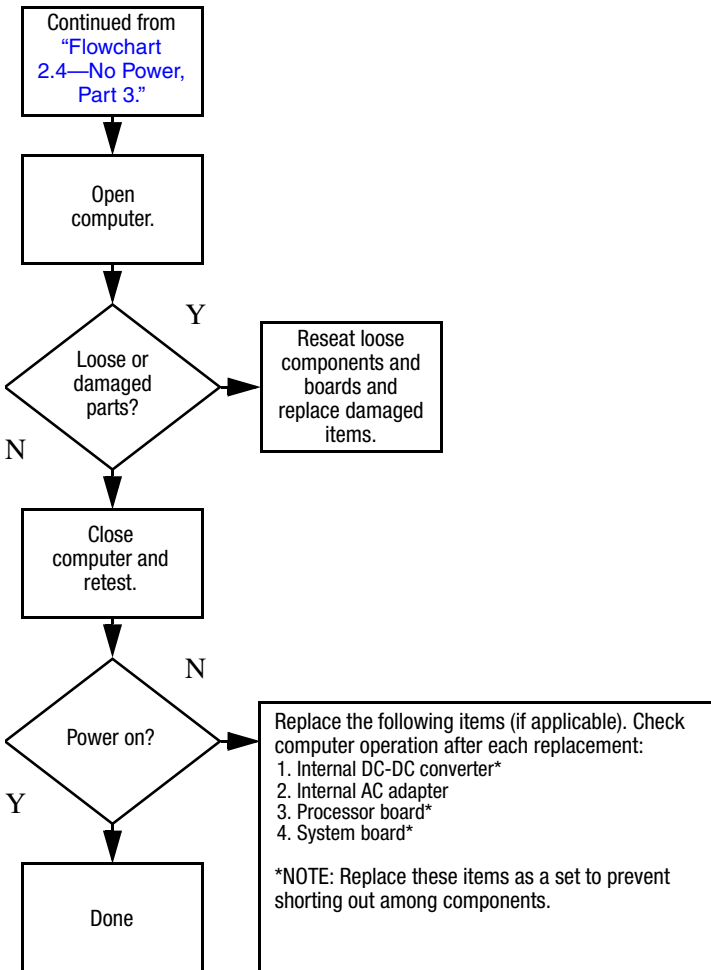 Continued from
“Flowchart
2.4—No Power,
Part 3.”
Open
computer.
Y
Loose or
damaged
parts?
Reseat loose
components and
boards and
replace damaged
items.
N
Close
computer and
retest.
N
Power on?
Replace the following items (if applicable). Check
computer operation after each replacement:
1. Internal DC-DC converter*
2. Internal AC adapter
3. Processor board*
4. System board*
*NOTE: Replace these items as a set to prevent
shorting out among components.
Y
Done